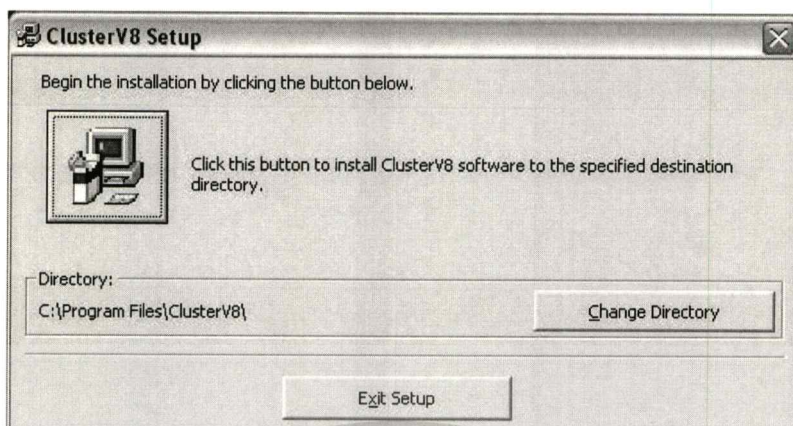 ClusterV8 Setup
Begin the installation by clicking the button below.
Click this button to install ClusterV8 software to the specified destination
directory.
Directory:
C:\Program Files\ClusterV8\
Change Directory
Exit Setup